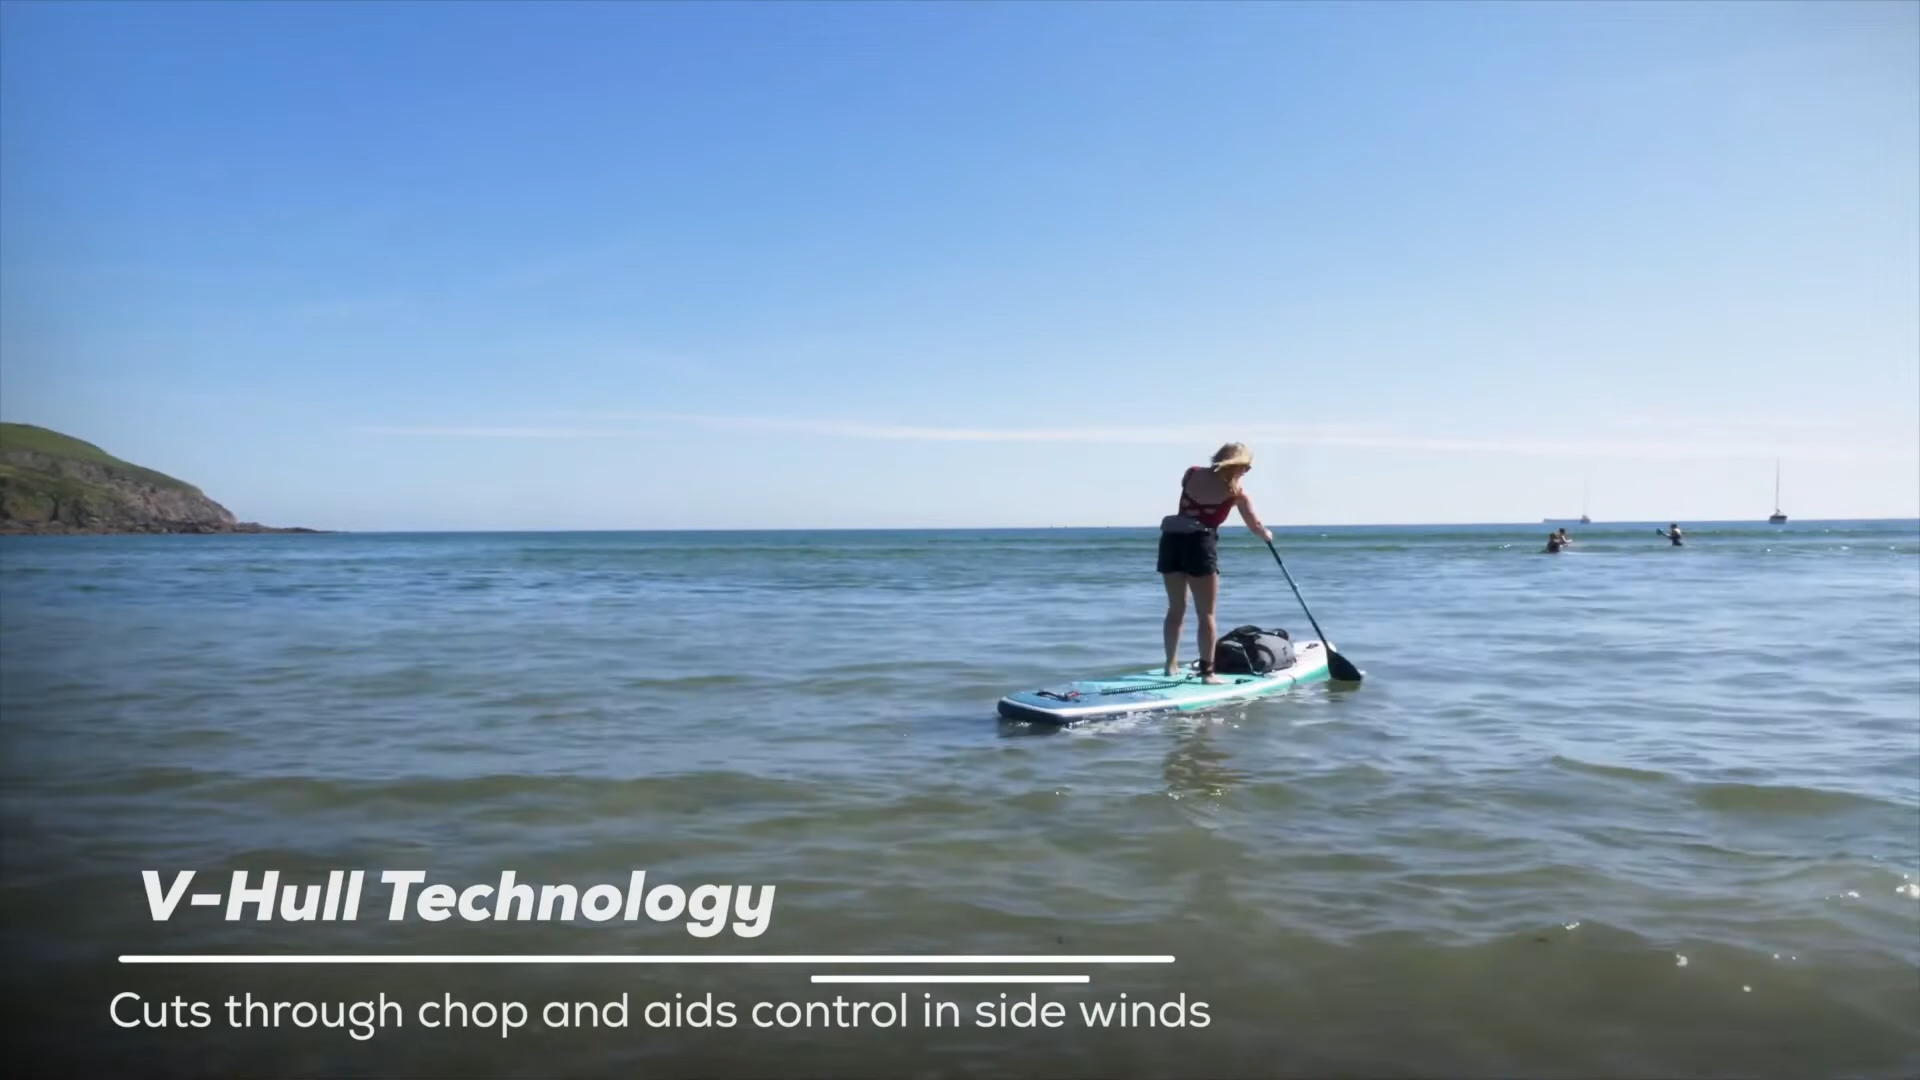 V-Hull Technology
Cuts through chop and aids control in side winds